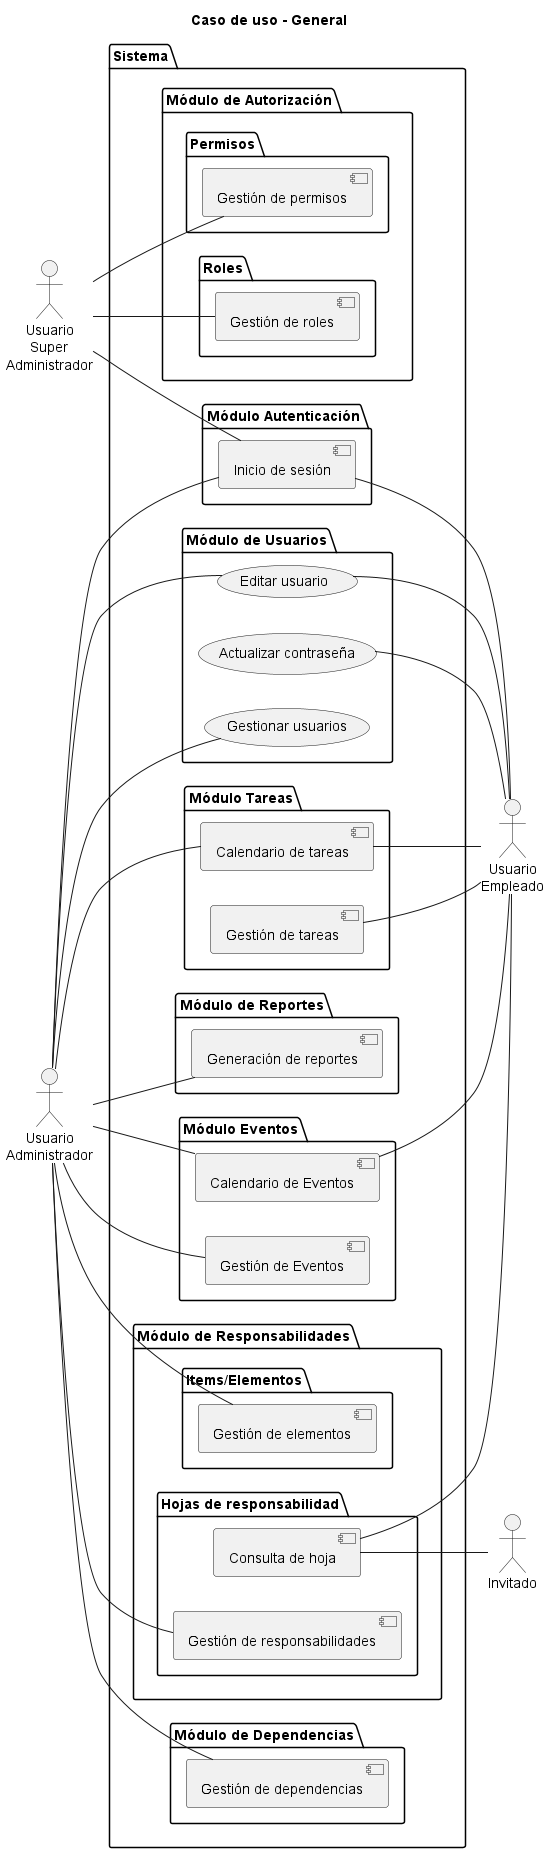 Caso de uso - General
Sistema
Módulo de Autorización
Permisos
Gestión de permisos
Roles
Gestión de roles
Usuario
Super
Administrador
Módulo Autenticación
Inicio de sesión
Módulo de Usuarios
Editar usuario
Actualizar contraseña
Gestionar usuarios
Módulo Tareas
Calendario de tareas
Gestión de tareas
Usuario
Empleado
Módulo de Reportes
Generación de reportes
Usuario
Administrador
Módulo Eventos
Calendario de Eventos
Gestión de Eventos
Módulo de Responsabilidades
Items/Elementos
Gestión de elementos
Hojas de responsabilidad
Consulta de hoja
Invitado
Gestión de responsabilidades
Módulo de Dependencias
Gestión de dependencias